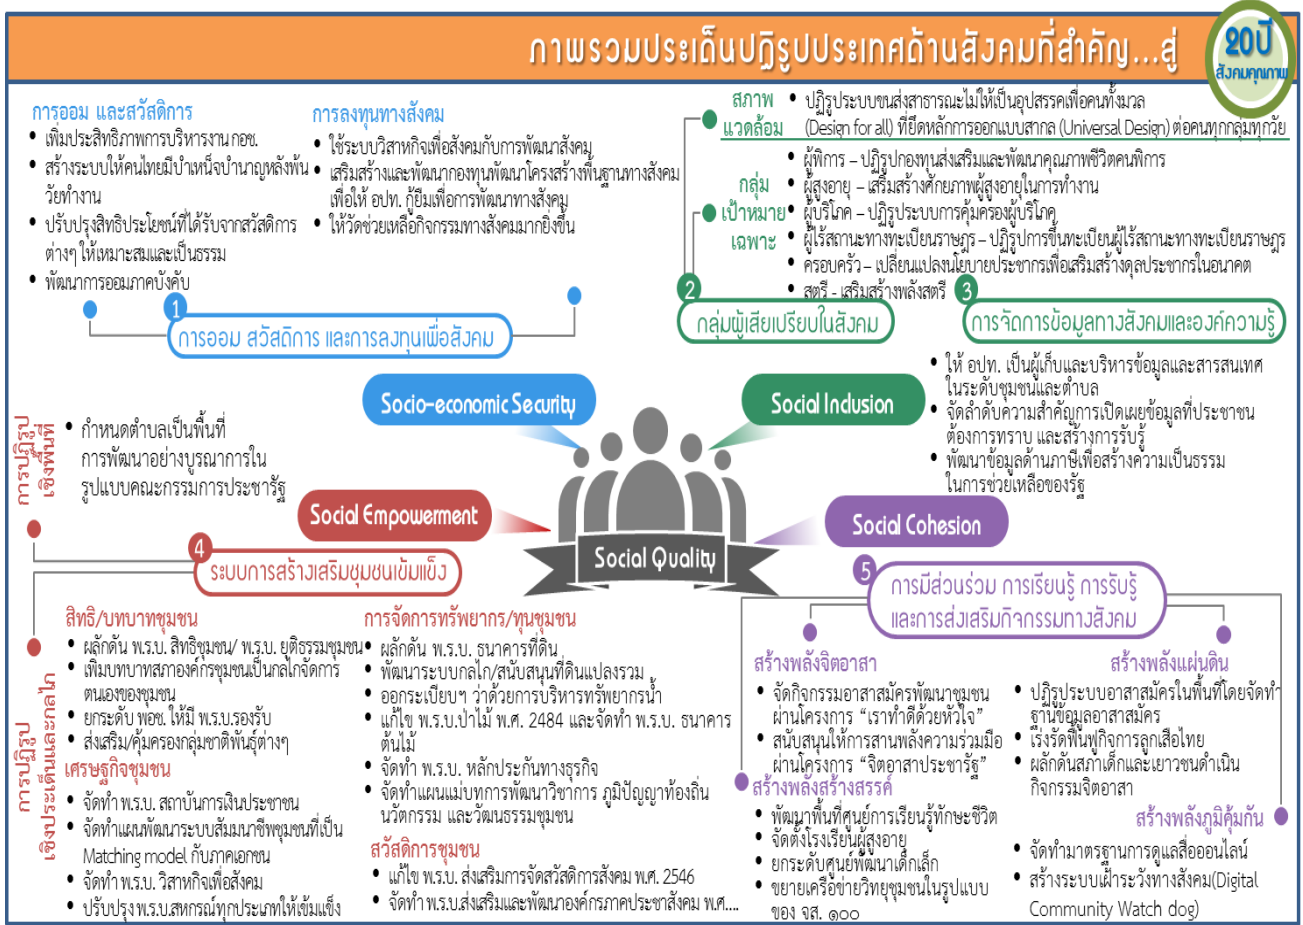 ภาพรวมประเด็นปฏิรูปประเทศด้านสังคมที่สำคัญ...สู่
20ปี
สังคมคุณภาพ
การออม และสวัสดิการ
• เพิ่มประสิทธิภาพการบริหารงาน กอช.
• สร้างระบบให้คนไทยมีบำเหน็จบำนาญหลังพ้น
วัยทำงาน
• ปรับปรุงสิทธิประโยชน์ที่ได้รับจากสวัสดิการ
ต่างๆ ให้เหมาะสมและเป็นธรรม
• พัฒนาการออมภาคบังคับ
การลงทุนทางสังคม
• ใช้ระบบวิสาหกิจเพื่อสังคมกับการพัฒนาสังคม
• เสริมสร้างและพัฒนากองทุนพัฒนาโครงสร้างพื้นฐานทางสังคม
เพื่อให้ อปท. กู้ยืมเพื่อการพัฒนาทางสังคม
• ให้วัดช่วยเหลือกิจกรรมทางสังคมมากยิ่งขึ้น
1
การออม สวัสดิการ และการลงทุนเพื่อสังคม
สภาพ
แวดล้อม
• ปฏิรูประบบขนส่งสาธารณะไม่ให้เป็นอุปสรรคเพื่อคนทั้งมวล
(Design for all) ที่ยึดหลักการออกแบบสากล (Universal Design) ต่อคนทุกกลุ่มทุกวัย
กลุ่ม
เป้าหมาย
เฉพาะ
• ผู้พิการ – ปฏิรูปกองทุนส่งเสริมและพัฒนาคุณภาพชีวิตคนพิการ
• ผู้สูงอายุ – เสริมสร้างศักยภาพผู้สูงอายุในการทำงาน
• ผู้บริโภค – ปฏิรูประบบการคุ้มครองผู้บริโภค
• ผู้ไร้สถานะทางทะเบียนราษฎร – ปฏิรูปการขึ้นทะเบียนผู้ไร้สถานะทางทะเบียนราษฎร
• ครอบครัว – เปลี่ยนแปลงนโยบายประชากรเพื่อเสริมสร้างดุลประชากรในอนาคต
• สตรี - เสริมสร้างพลังสตรี
2
กลุ่มผู้เสียเปรียบในสังคม
3
การจัดการข้อมูลทางสังคมและองค์ความรู้
• ให้ อปท. เป็นผู้เก็บและบริหารข้อมูลและสารสนเทศ
ในระดับชุมชนและตำบล
• จัดลำดับความสำคัญการเปิดเผยข้อมูลที่ประชาชน
ต้องการทราบ และสร้างการรับรู้
• พัฒนาข้อมูลด้านภาษีเพื่อสร้างความเป็นธรรม
ในการช่วยเหลือของรัฐ
Socio-economic Security
Social Inclusion
Social Empowerment
Social Cohesion
Social Quality
การปฏิรูป
เชิงพื้นที่
• กำหนดตำบลเป็นพื้นที่
การพัฒนาอย่างบูรณาการใน
รูปแบบคณะกรรมการประชารัฐ
4
ระบบการสร้างเสริมชุมชนเข้มแข็ง
การปฏิรูป
เชิงประเด็นและกลไก
สิทธิ/บทบาทชุมชน
• ผลักดัน พ.ร.บ. สิทธิชุมชน/ พ.ร.บ. ยุติธรรมชุมชน
• เพิ่มบทบาทสภาองค์กรชุมชนเป็นกลไกจัดการ
ตนเองของชุมชน
• ยกระดับ พอช. ให้มี พ.ร.บ.รองรับ
• ส่งเสริม/คุ้มครองกลุ่มชาติพันธุ์ต่างๆ
เศรษฐกิจชุมชน
• จัดทำ พ.ร.บ. สถาบันการเงินประชาชน
• จัดทำแผนพัฒนาระบบสัมมนาชีพชุมชนที่เป็น
Matching model กับภาคเอกชน
• จัดทำ พ.ร.บ. วิสาหกิจเพื่อสังคม
• ปรับปรุง พ.ร.บ.สหกรณ์ทุกประเภทให้เข้มแข็ง
การจัดการทรัพยากร/ทุนชุมชน
• ผลักดัน พ.ร.บ. ธนาคารที่ดิน
• พัฒนาระบบกลไก/สนับสนุนที่ดินแปลงรวม
• ออกระเบียบฯ ว่าด้วยการบริหารทรัพยากรน้ำ
• แก้ไข พ.ร.บ.ป่าไม้ พ.ศ. 2484 และจัดทำ พ.ร.บ. ธนาคาร
ต้นไม้
• จัดทำ พ.ร.บ. หลักประกันทางธุรกิจ
• จัดทำแผนแม่บทการพัฒนาวิชาการ ภูมิปัญญาท้องถิ่น
นวัตกรรม และวัฒนธรรมชุมชน
สวัสดิการชุมชน
• แก้ไข พ.ร.บ. ส่งเสริมการจัดสวัสดิการสังคม พ.ศ. 2546
• จัดทำ พ.ร.บ.ส่งเสริมและพัฒนาองค์กรภาคประชาสังคม พ.ศ....
5
การมีส่วนร่วม การเรียนรู้ การรับรู้
และการส่งเสริมกิจกรรมทางสังคม
สร้างพลังจิตอาสา
• จัดกิจกรรมอาสาสมัครพัฒนาชุมชน
ผ่านโครงการ “เราทำดีด้วยหัวใจ”
• สนับสนุนให้การสานพลังความร่วมมือ
ผ่านโครงการ “จิตอาสาประชารัฐ”
สร้างพลังสร้างสรรค์
• พัฒนาพื้นที่ศูนย์การเรียนรู้ทักษะชีวิต
• จัดตั้งโรงเรียนผู้สูงอายุ
• ยกระดับศูนย์พัฒนาเด็กเล็ก
• ขยายเครือข่ายวิทยุชุมชนในรูปแบบ
ของ จส. ๑๐๐
สร้างพลังแผ่นดิน
• ปฏิรูประบบอาสาสมัครในพื้นที่โดยจัดทำ
ฐานข้อมูลอาสาสมัคร
• เร่งรัดฟื้นฟูกิจการลูกเสือไทย
• ผลักดันสภาเด็กและเยาวชนดำเนิน
กิจกรรมจิตอาสา
สร้างพลังภูมิคุ้มกัน
• จัดทำมาตรฐานการดูแลสื่อออนไลน์
• สร้างระบบเฝ้าระวังทางสังคม(Digital
Community Watch dog)